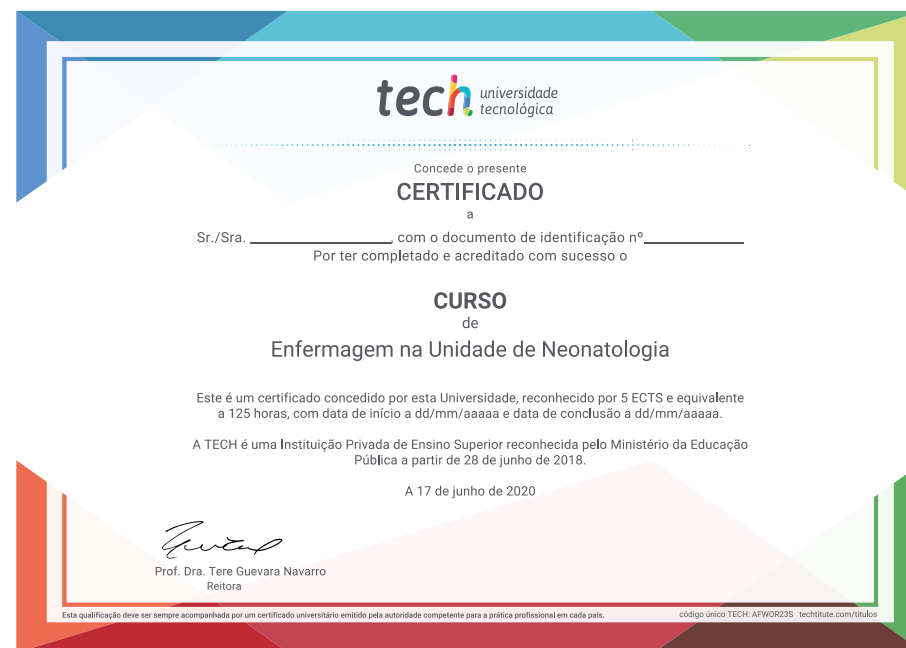 tech universidade
tecnológica
Concede o presente
CERTIFICADO
a
Sr./Sra. , com o documento de identificação nº
Por ter completado e acreditado com sucesso o
CURSO
de
Enfermagem na Unidade de Neonatologia
Este é um certificado concedido por esta Universidade, reconhecido por 5 ECTS e equivalente
a 125 horas, com data de início a dd/mm/aaaaa e data de conclusão a dd/mm/aaaaa.
A TECH é uma Instituição Privada de Ensino Superior reconhecida pelo Ministério da Educação
Pública a partir de 28 de junho de 2018.
A 17 de junho de 2020
Prof. Dra. Tere Guevara Navarro
Reitora
Esta qualificação deve ser sempre acompanhada por um certificado universitário emitido pela autoridade competente para a prática profissional em cada país.
código único TECH: AFWOR23S techtitute.com/titulos